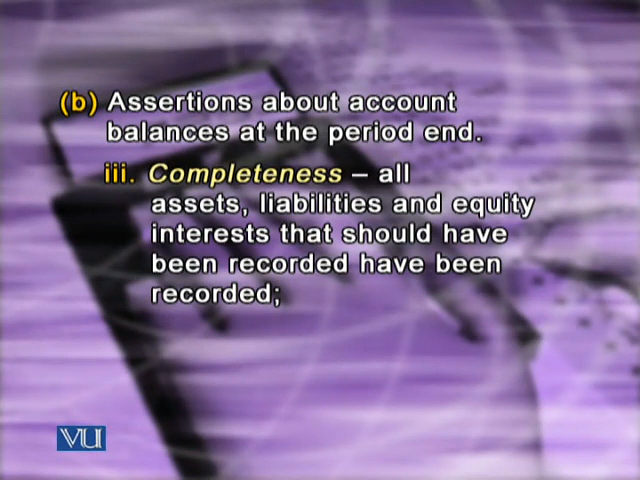 (b) Assertions about account
balances at the period end.
iii. Completeness – all
assets, liabilities and equity
interests that should have
been recorded have been
recorded;
VU